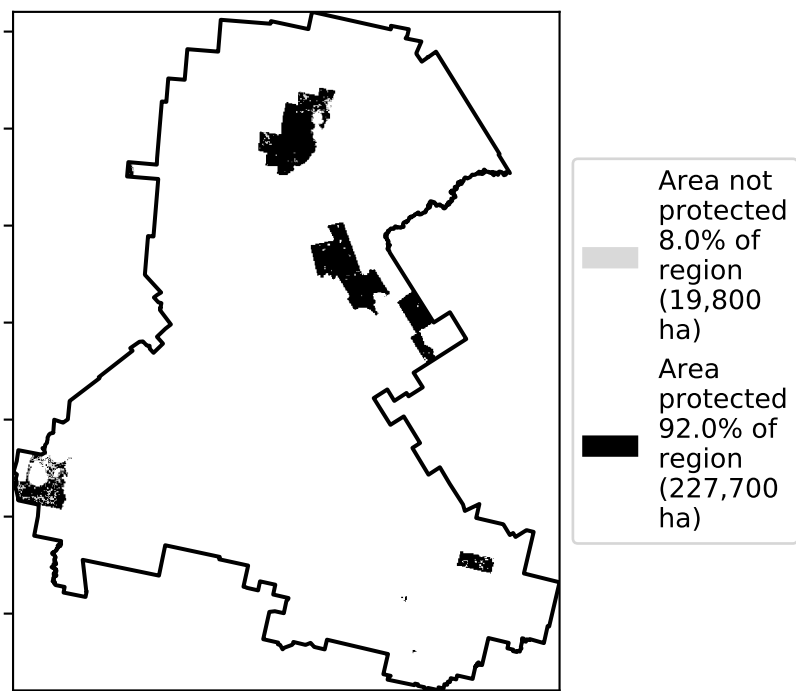 Area not
protected
8.0% of
region
(19,800
ha)
Area
protected
92.0% of
region
(227,700
ha)